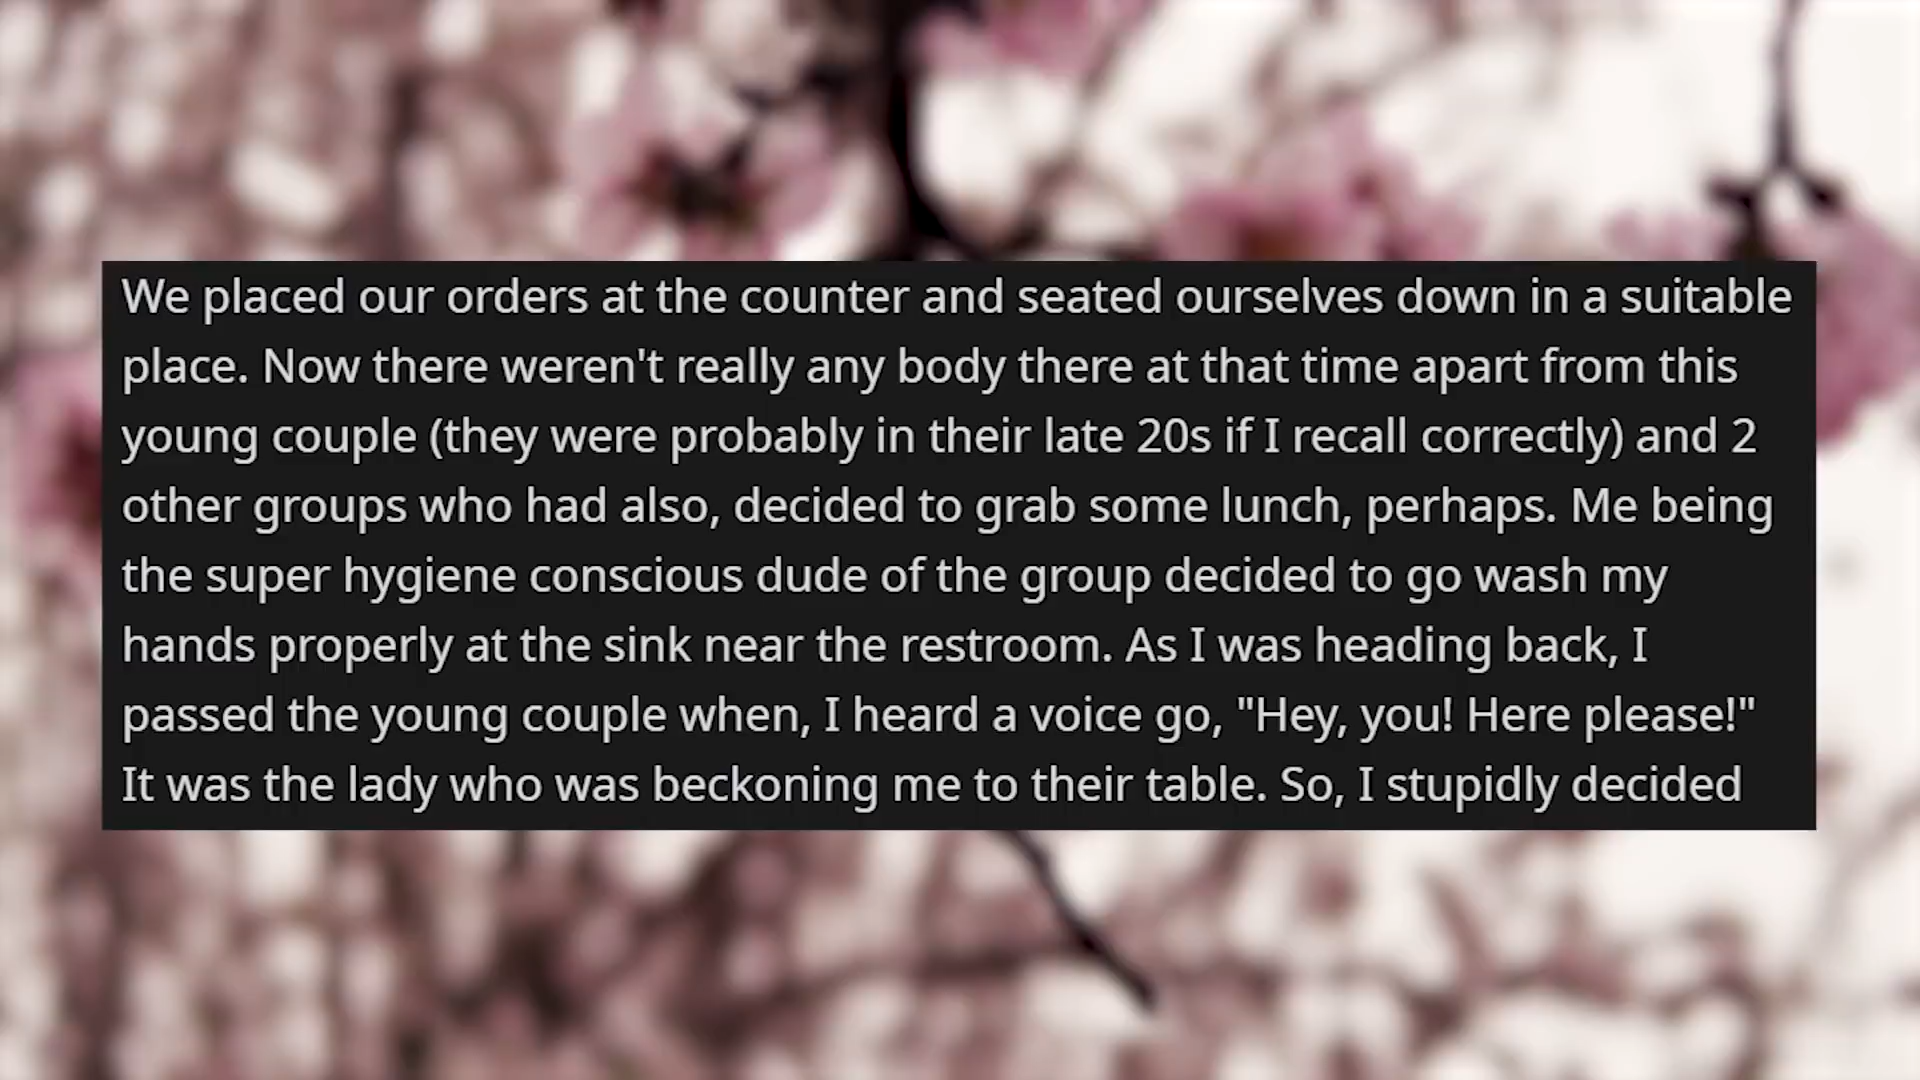 We placed our orders at the counter and seated ourselves down in a suitable
place. Now there weren't really any body there at that time apart from this
young couple (they were probably in their late 20s if I recall correctly) and 2
other groups who had also, decided to grab some lunch, perhaps. Me being
the super hygiene conscious dude of the group decided to go wash my
hands properly at the sink near the restroom. As I was heading back, I
passed the young couple when, I heard a voice go, "Hey, you! Here please!"
It was the lady who was beckoning me to their table. So, I stupidly decided